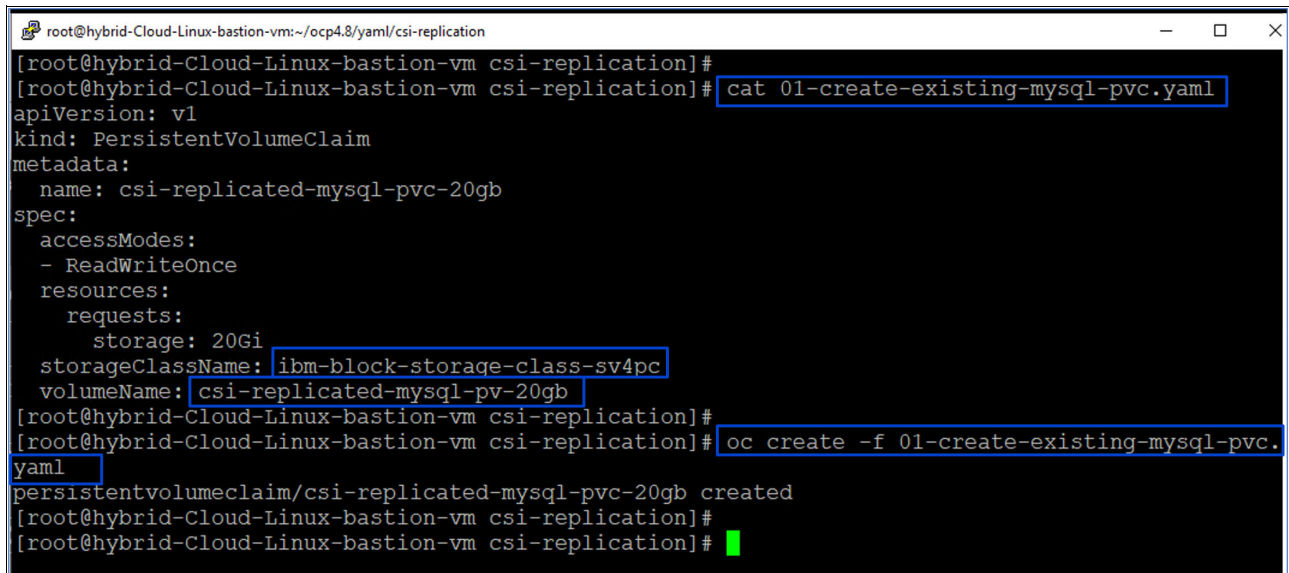 root@hybrid-Cloud-Linux-bastion-vm:~/ocp4.8/yaml/csi-replication
[root@hybrid-Cloud-Linux-bastion-vm csi-replication]#
[root@hybrid-Cloud-Linux-bastion-vm csi-replication]# cat 01-create-existing-mysql-pvc.yaml
apiVersion: v1
kind: PersistentVolumeClaim
metadata:
  name: csi-replicated-mysql-pvc-20gb
spec:
  accessModes:
  - ReadWriteOnce
  resources:
    requests:
      storage: 20Gi
  storageClassName: ibm-block-storage-class-sv4pc
  volumeName: csi-replicated-mysql-pv-20gb
[root@hybrid-Cloud-Linux-bastion-vm csi-replication]#
[root@hybrid-Cloud-Linux-bastion-vm csi-replication]# oc create -f 01-create-existing-mysql-pvc.
yaml
persistentvolumeclaim/csi-replicated-mysql-pvc-20gb created
[root@hybrid-Cloud-Linux-bastion-vm csi-replication]#
[root@hybrid-Cloud-Linux-bastion-vm csi-replication]#